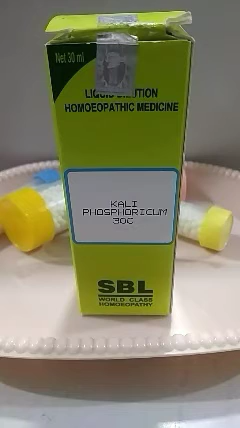 Net 30 ml
LIQUID DILUTION
HOMOEOPATHIC MEDICINE
KALI
PHOSPHORICUM
30C
SBL
WORLD CLASS
HOMOEOPATHY